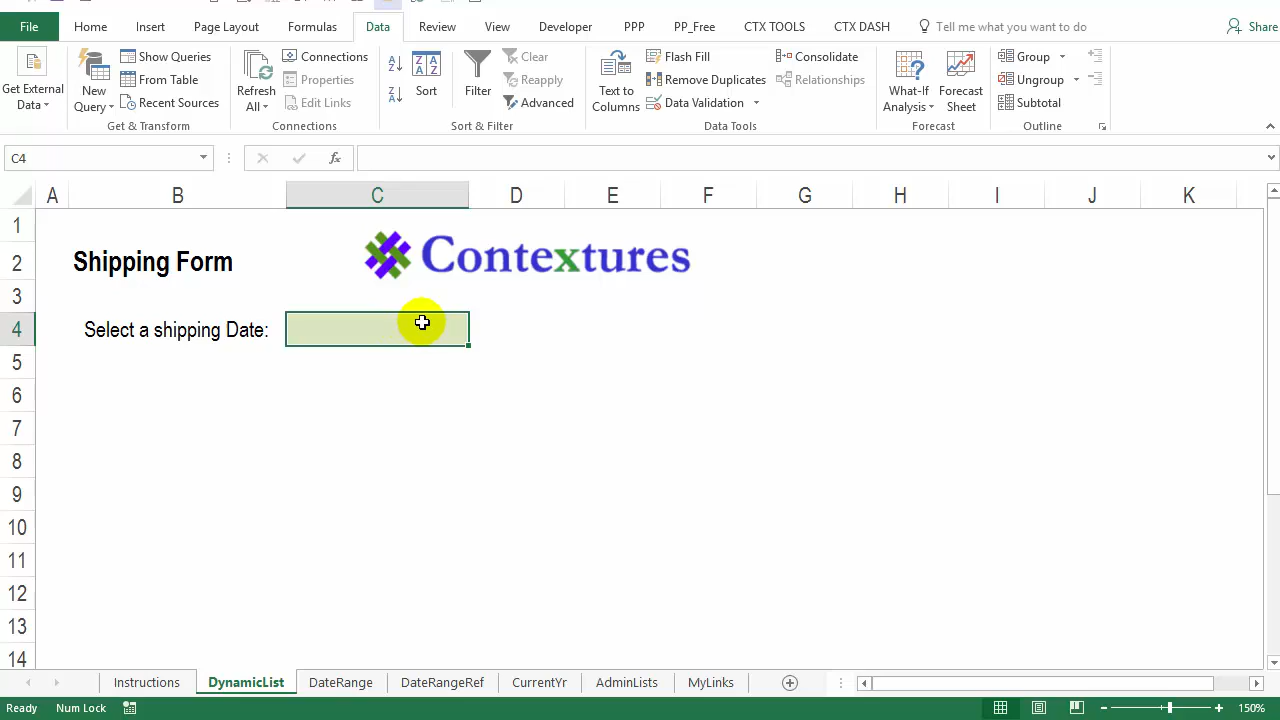 File Home Insert Page Layout Formulas Data Review View Developer PPP PP_Free CTX TOOLS CTX DASH Tell me what you want to do Share
Get External Data
New Query
Show Queries
From Table
Recent Sources
Get & Transform
Refresh All
Connections
Properties
Edit Links
Connections
Sort
Filter
Clear
Reapply
Advanced
Sort & Filter
Text to Columns
Flash Fill
Remove Duplicates
Data Validation
Consolidate
Relationships
Data Tools
What-If Analysis
Forecast Sheet
Forecast
Group
Ungroup
Subtotal
Outline
C4 fx
A B C D E F G H I J K
1
2 Shipping Form Contextures
3
4 Select a shipping Date:
5
6
7
8
9
10
11
12
13
14
Instructions DynamicList DateRange DateRangeRef CurrentYr AdminLists MyLinks
Ready Num Lock 150%